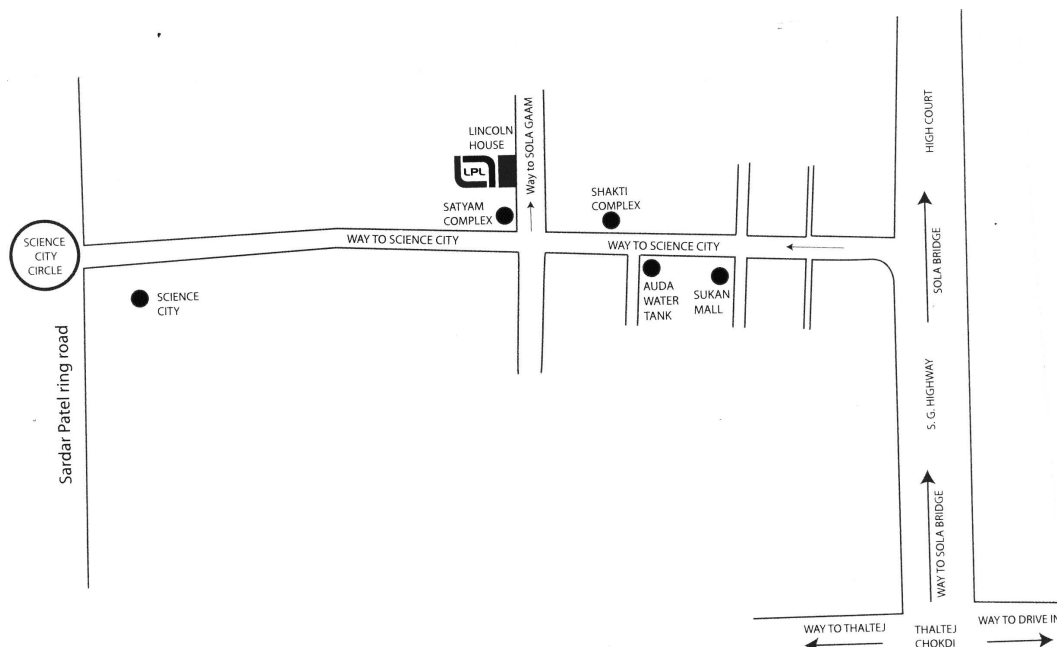 LINCOLN
HOUSE
LPL
Way to SOLA GAAM
SATYAM
COMPLEX
SHAKTI
COMPLEX
HIGH COURT
SOLA BRIDGE
SCIENCE
CITY
CIRCLE
WAY TO SCIENCE CITY
WAY TO SCIENCE CITY
SCIENCE
CITY
AUDA
WATER
TANK
SUKAN
MALL
Sardar Patel ring road
S. G. HIGHWAY
WAY TO SOLA BRIDGE
WAY TO THALTEJ
THALTEJ
CHOKDI
WAY TO DRIVE IN